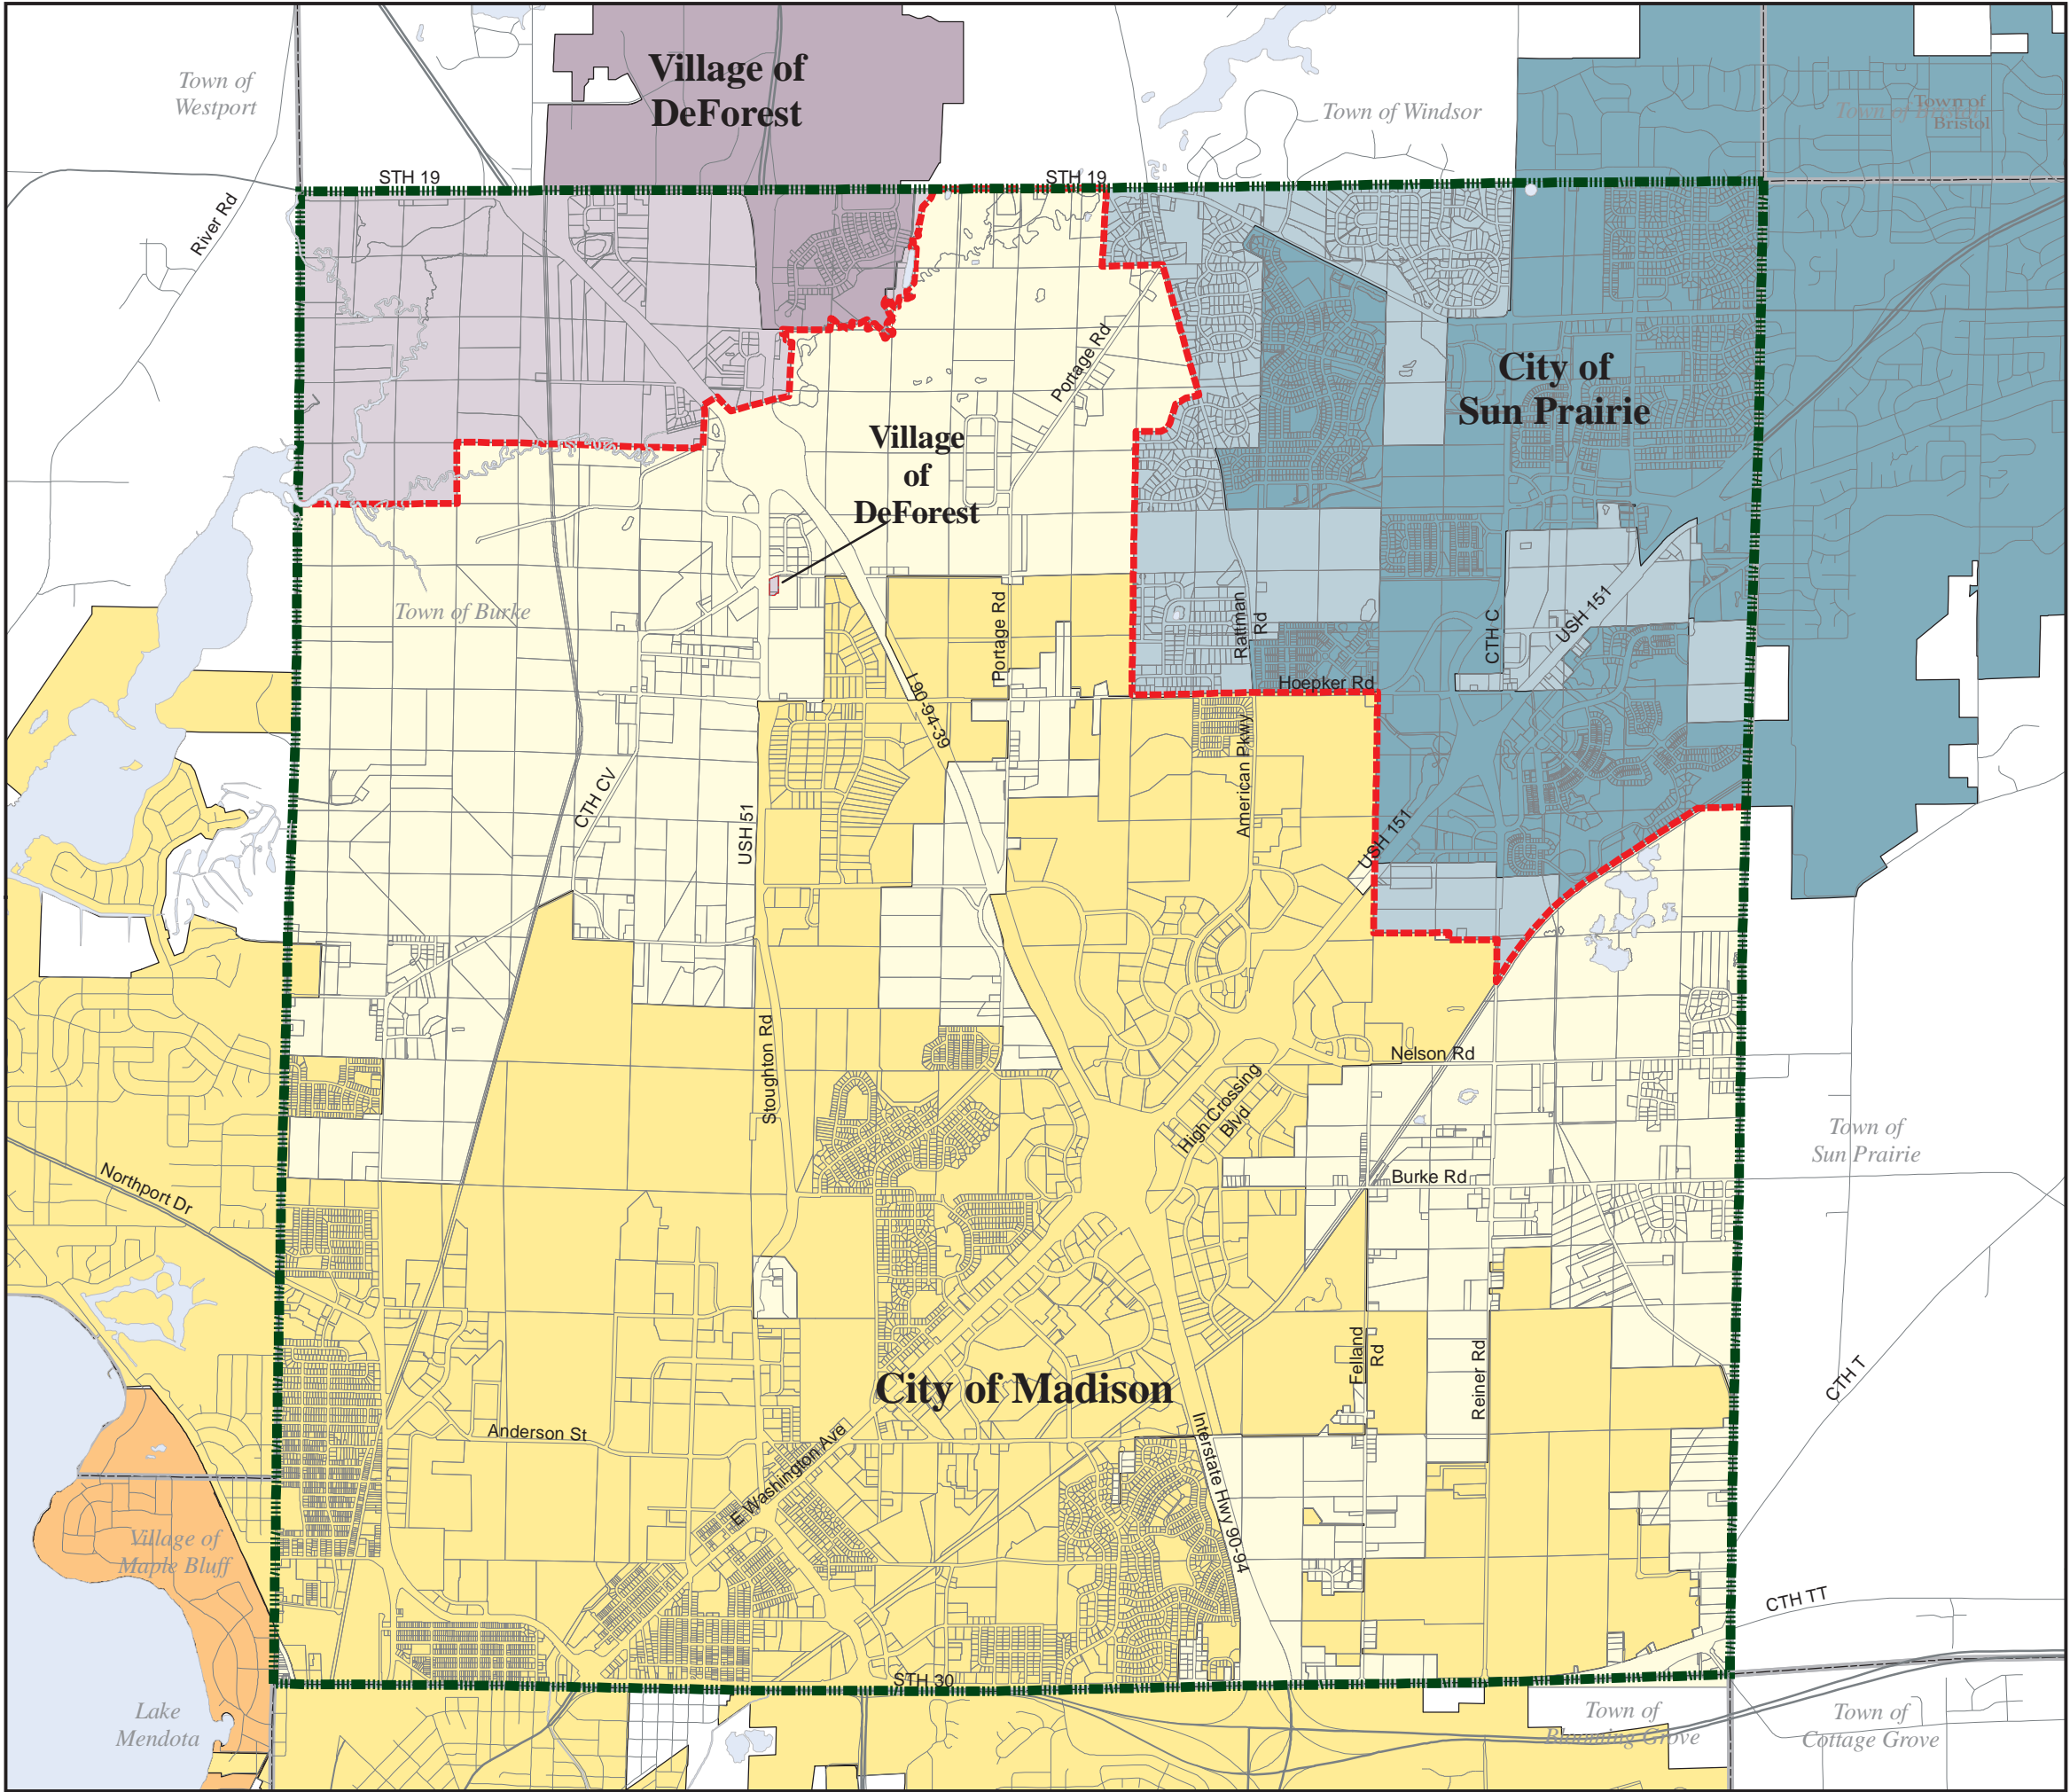 Village of
DeForest
Town of
Westport
Town of Windsor
Town of Bristol
Town of
Bristol
STH 19
STH 19
River Rd
City of
Sun Prairie
Portage Rd
Village
of
DeForest
Town of Burke
Portage Rd
Rattman
Rd
CTH C
USH 151
Hoepker Rd
I-90-94-39
American Pkwy
CTH CV
USH 51
USH 151
Stoughton Rd
Nelson Rd
High Crossing
Blvd
Town of
Sun Prairie
Northport Dr
Burke Rd
Felland
Rd
Reiner Rd
CTH T
City of Madison
Anderson St
E Washington Ave
Interstate Hwy 90-94
Village of
Maple Bluff
CTH TT
STH 30
Lake
Mendota
Town of
Blooming Grove
Town of
Cottage Grove